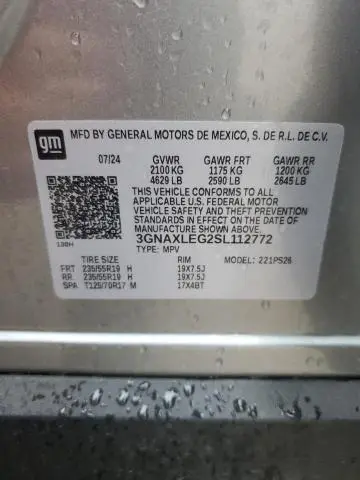 gm
MFD BY GENERAL MOTORS DE MEXICO, S. DE R.L. DE C.V.
07/24 GVWR GAWR FRT GAWR RR
2100 KG 1175 KG 1200 KG
4629 LB 2590 LB 2645 LB
THIS VEHICLE CONFORMS TO ALL
APPLICABLE U.S. FEDERAL MOTOR
VEHICLE SAFETY, BUMPER, AND THEFT
PREVENTION STANDARDS IN EFFECT ON THE
DATE OF MANUFACTURE SHOWN ABOVE.
3GNAXLEG2SL112772
TYPE: MPV MODEL: 221PS26
TIRE SIZE RIM
FRT 235/55R19 H 19X7.5J
RR 235/55R19 H 19X7.5J
SPA T125/70R17 M 17X4BT